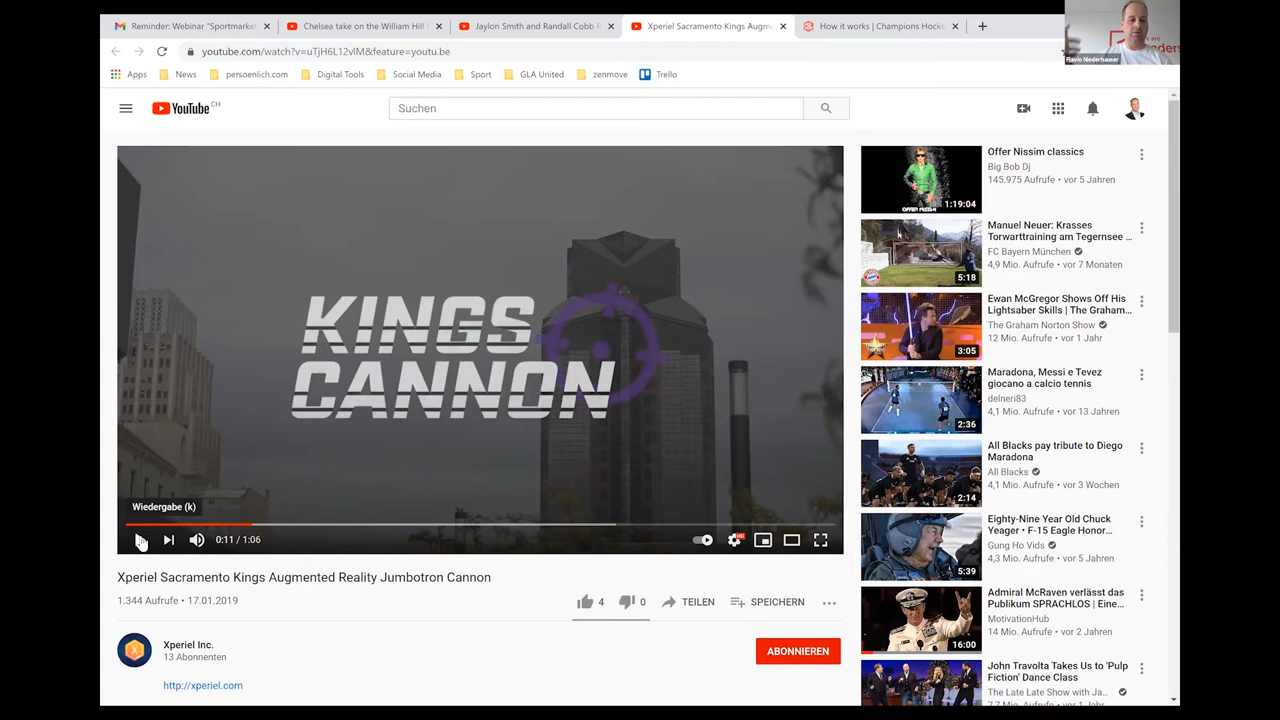 Reminder: Webinar "Sportmarket
Chelsea take on the William Hill
Jaylon Smith and Randall Cobb R
Xperiel Sacramento Kings Augm
How it works | Champions Hocke
youtube.com/watch?v=uTjH6L12vlM&feature=youtu.be
Apps
News
persoenlich.com
Digital Tools
Social Media
Sport
GLA United
zenmove
Trello
Flavio Niederhauser
YouTube CH
Suchen
KINGS
CANNON
Wiedergabe (k)
0:11 / 1:06
HD
Xperiel Sacramento Kings Augmented Reality Jumbotron Cannon
1.344 Aufrufe • 17.01.2019
4
0
TEILEN
SPEICHERN
Xperiel Inc.
13 Abonnenten
ABONNIEREN
http://xperiel.com
OFFER NISSIM
1:19:04
Offer Nissim classics
Big Bob Dj
145.975 Aufrufe • vor 5 Jahren
5:18
Manuel Neuer: Krasses
Torwarttraining am Tegernsee ...
FC Bayern München
4,9 Mio. Aufrufe • vor 7 Monaten
3:05
Ewan McGregor Shows Off His
Lightsaber Skills | The Graham...
The Graham Norton Show
12 Mio. Aufrufe • vor 1 Jahr
2:36
Maradona, Messi e Tevez
giocano a calcio tennis
delneri83
4,1 Mio. Aufrufe • vor 13 Jahren
2:14
All Blacks pay tribute to Diego
Maradona
All Blacks
4,1 Mio. Aufrufe • vor 3 Wochen
5:39
Eighty-Nine Year Old Chuck
Yeager • F-15 Eagle Honor...
Gung Ho Vids
4,3 Mio. Aufrufe • vor 5 Jahren
16:00
Admiral McRaven verlässt das
Publikum SPRACHLOS | Eine...
MotivationHub
14 Mio. Aufrufe • vor 2 Jahren
John Travolta Takes Us to 'Pulp
Fiction' Dance Class
The Late Late Show with Ja...